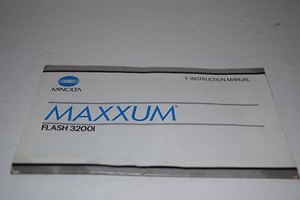 MINOLTA
INSTRUCTION MANUAL
MAXXUM
FLASH 3200i